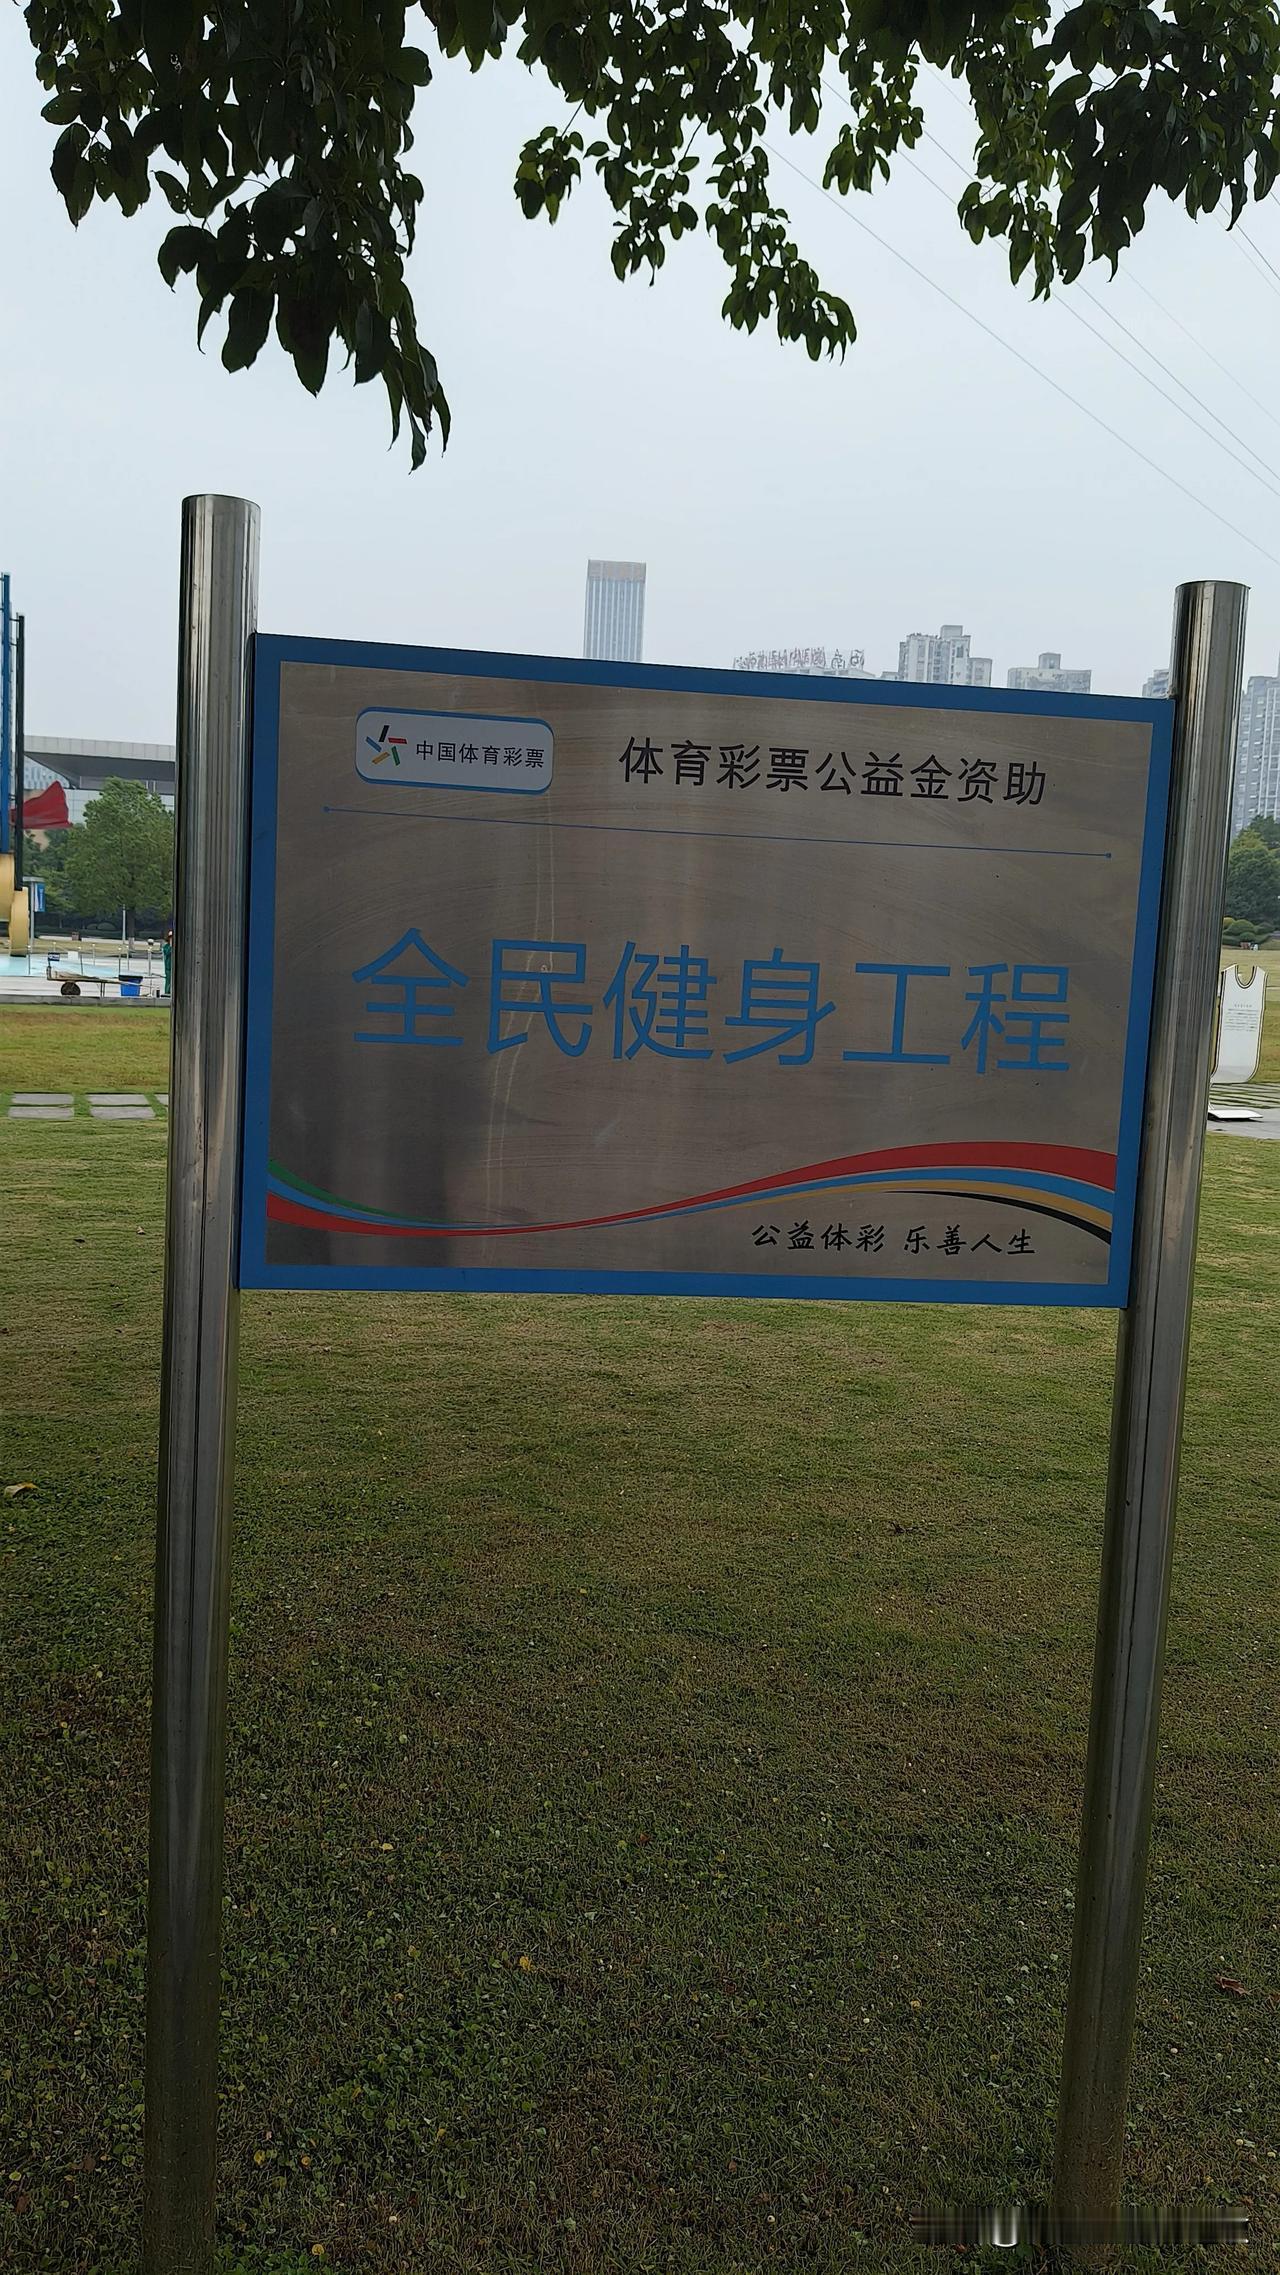 中国体育彩票
体育彩票公益金资助
全民健身工程
公益体彩 乐善人生